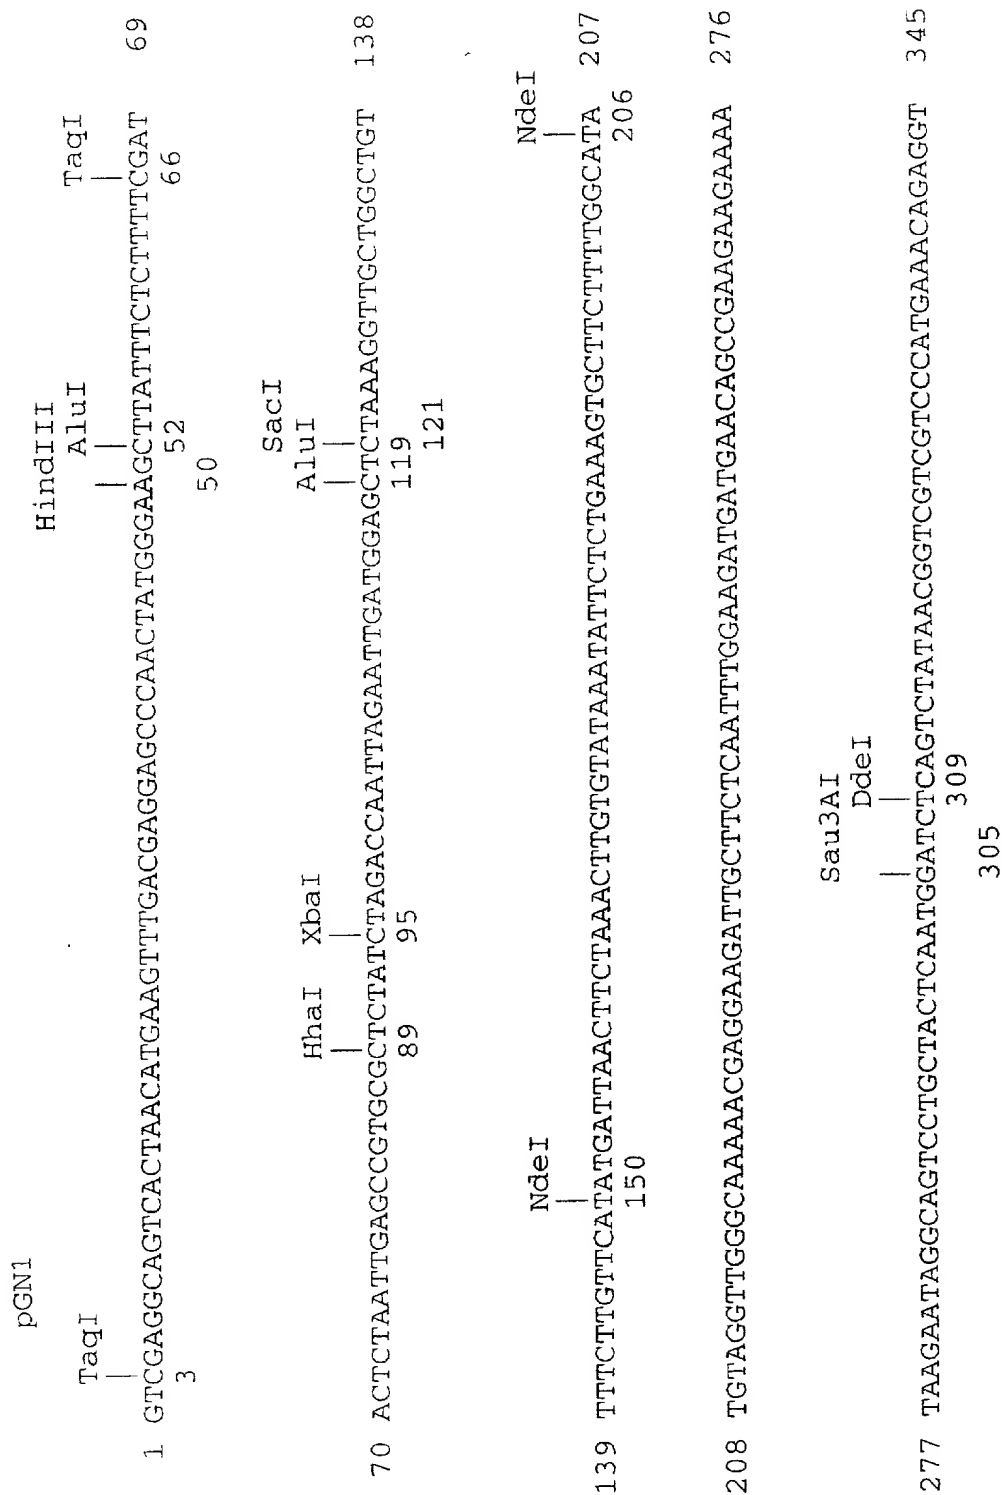 pGN1
TaqI HindIII AluI TaqI
1 GTCGAGGCAGTCACTAACATGAAGTTTGACGAGGAGCCCAACTATGGGAAGCTTATTTCTCTTTTCGAT 69
3 50 52 66
HhaI XbaI AluI SacI
70 ACTCTAATTGAGCCGTGCGCTCTATCTAGACCAATTAGAATTGATGGAGCTCTAAAGGTTGCTGGCTGT 138
89 95 119 121
NdeI NdeI
139 TTTCTTGTTCATATGATTAACTTCTAAACTTGTGTATAAATATTCTCTGAAAGTGCTTCTTTTGGCATA 207
150 206
208 TGTAGGTTGGGCAAAAACGAGGAAGATTGCTTCTCAATTTGGAAGATGATGAACAGCCGAAGAAGAAAA 276
Sau3AI DdeI
277 TAAGAATAGGCAGTCCTGCTACTCAATGGATCTCAGTCTATAACGGTCGTCGTCCCATGAAACAGAGGT 345
305 309